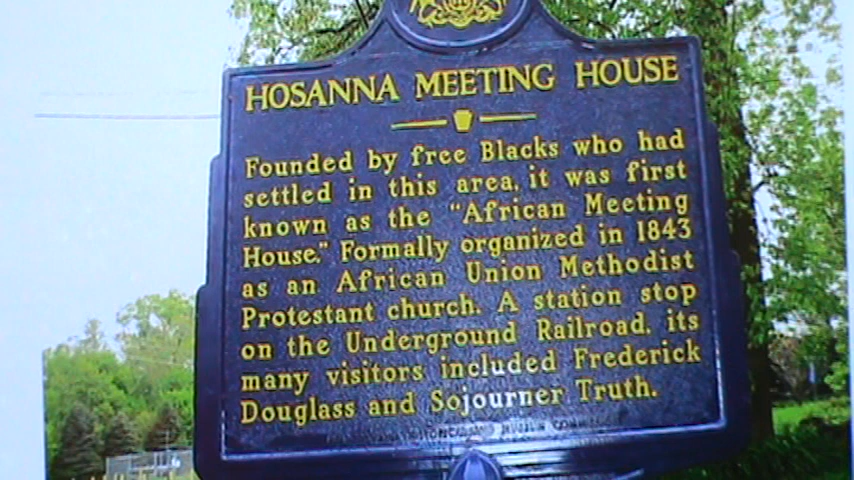 HOSANNA MEETING HOUSE
Founded by free Blacks who had
settled in this area, it was first
known as the "African Meeting
House." Formally organized in 1843
as an African Union Methodist
Protestant church. A station stop
on the Underground Railroad, its
many visitors included Frederick
Douglass and Sojourner Truth.